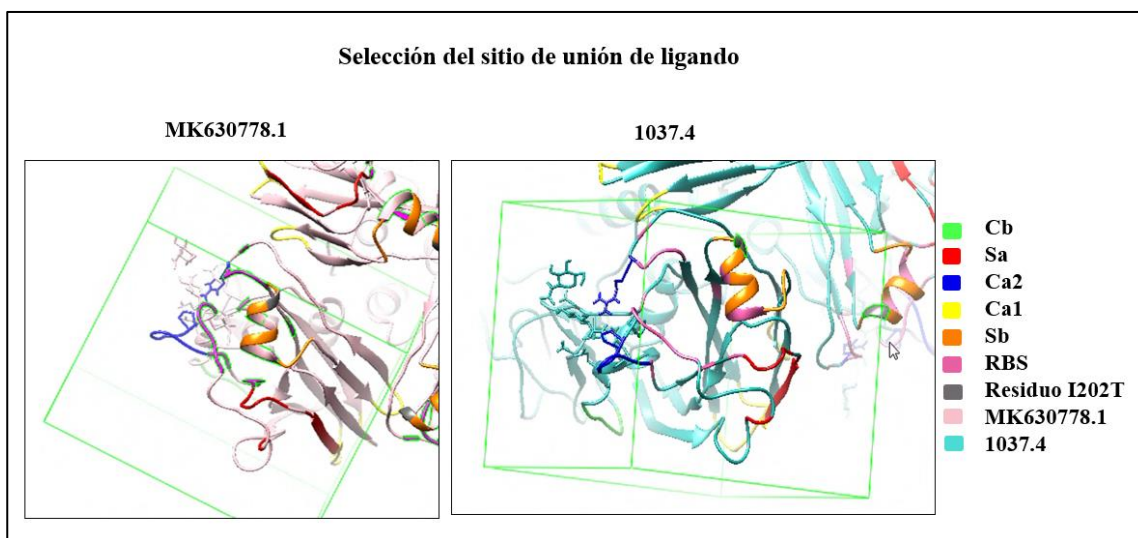 Selección del sitio de unión de ligando
MK630778.1
1037.4
Cb
Sa
Ca2
Ca1
Sb
RBS
Residuo I202T
MK630778.1
1037.4